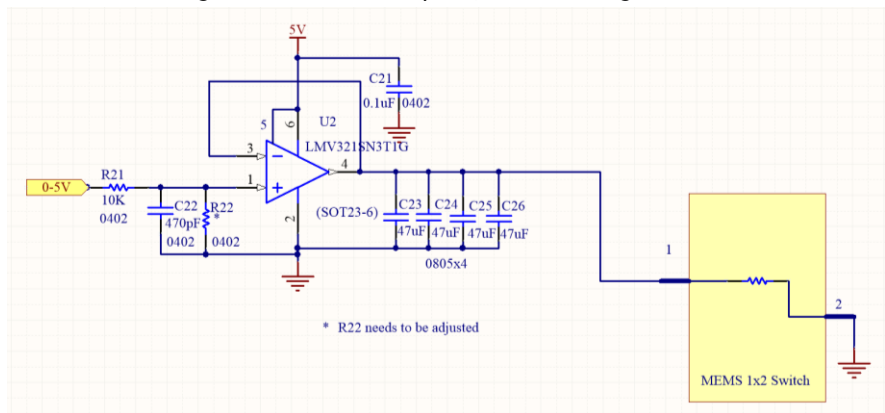 5V
C21
0.1uF 0402
U2
5
6
LMV321SN3T1G
3
4
0-5V
R21
1
10K
0402
C22
R22
*
470pF
0402
0402
2
(SOT23-6)
C23
C24
C25
C26
47uF
47uF
47uF
47uF
0805x4
1
2
* R22 needs to be adjusted
MEMS 1x2 Switch